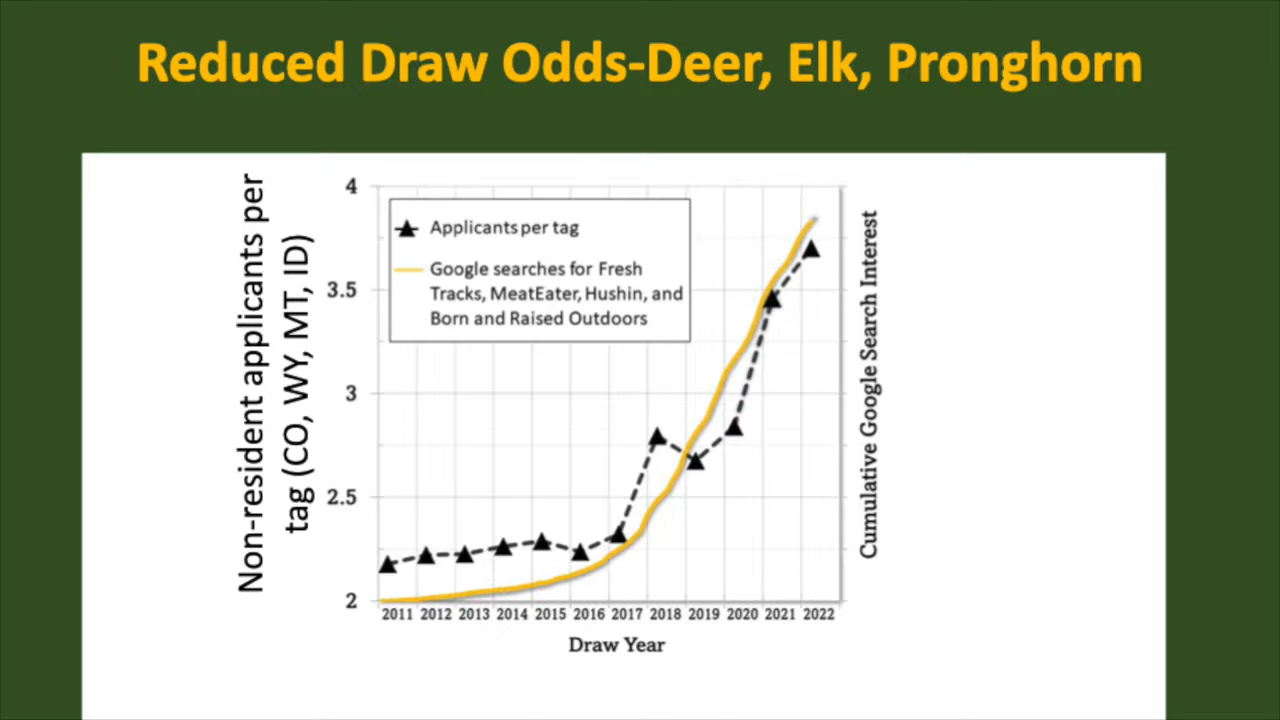 Reduced Draw Odds-Deer, Elk, Pronghorn
Non-resident applicants per
tag (CO, WY, MT, ID)
4
3.5
3
2.5
2
Applicants per tag
Google searches for Fresh
Tracks, MeatEater, Hushin, and
Born and Raised Outdoors
Cumulative Google Search Interest
2011 2012 2013 2014 2015 2016 2017 2018 2019 2020 2021 2022
Draw Year